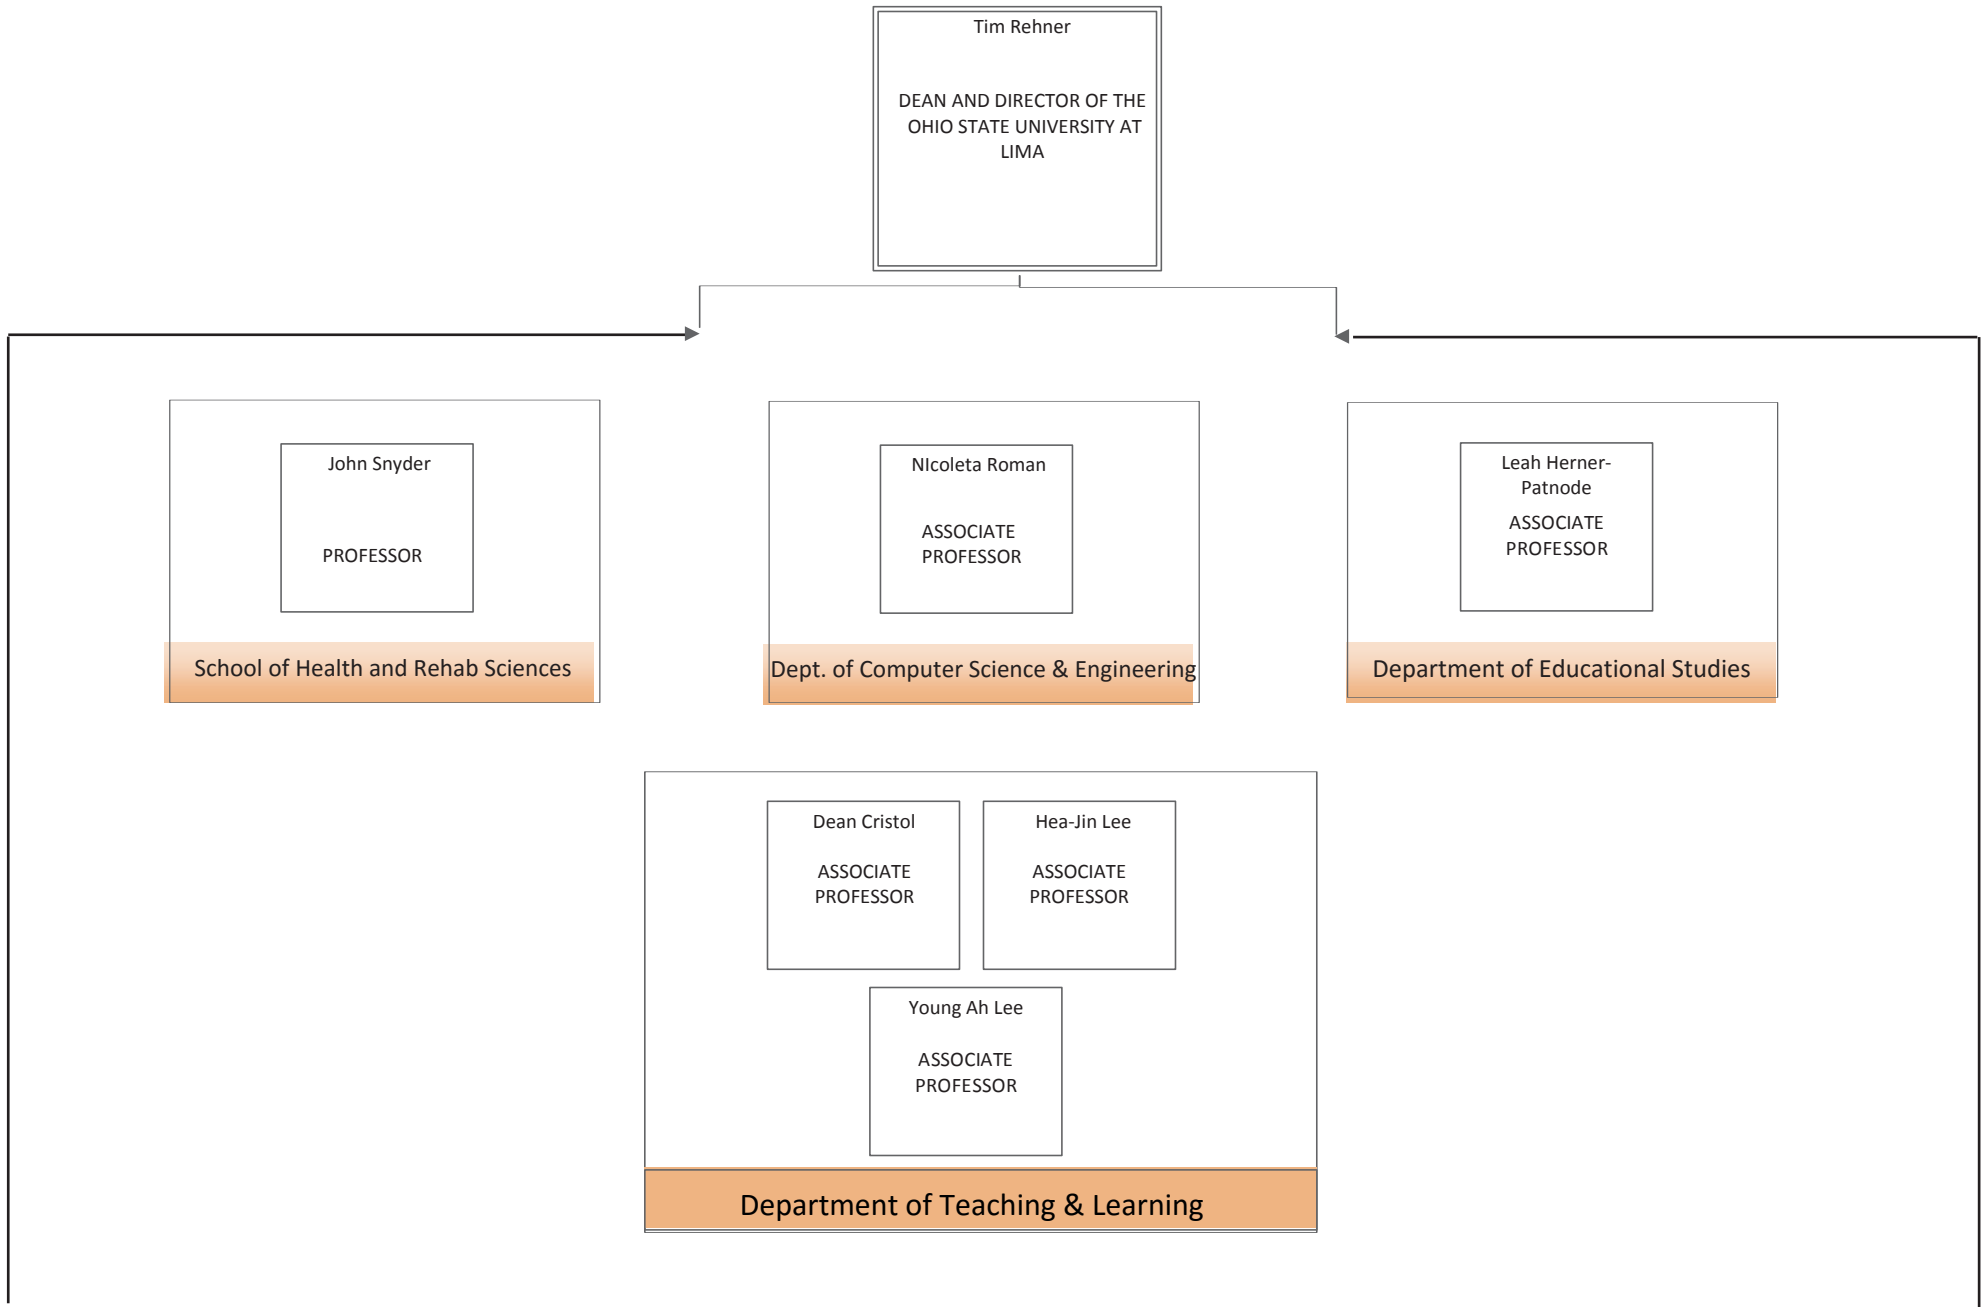 Tim Rehner
DEAN AND DIRECTOR OF THE
OHIO STATE UNIVERSITY AT
LIMA
John Snyder
PROFESSOR
School of Health and Rehab Sciences
NIcoleta Roman
ASSOCIATE
PROFESSOR
Dept. of Computer Science & Engineering
Leah Herner-
Patnode
ASSOCIATE
PROFESSOR
Department of Educational Studies
Dean Cristol
ASSOCIATE
PROFESSOR
Hea-Jin Lee
ASSOCIATE
PROFESSOR
Young Ah Lee
ASSOCIATE
PROFESSOR
Department of Teaching & Learning